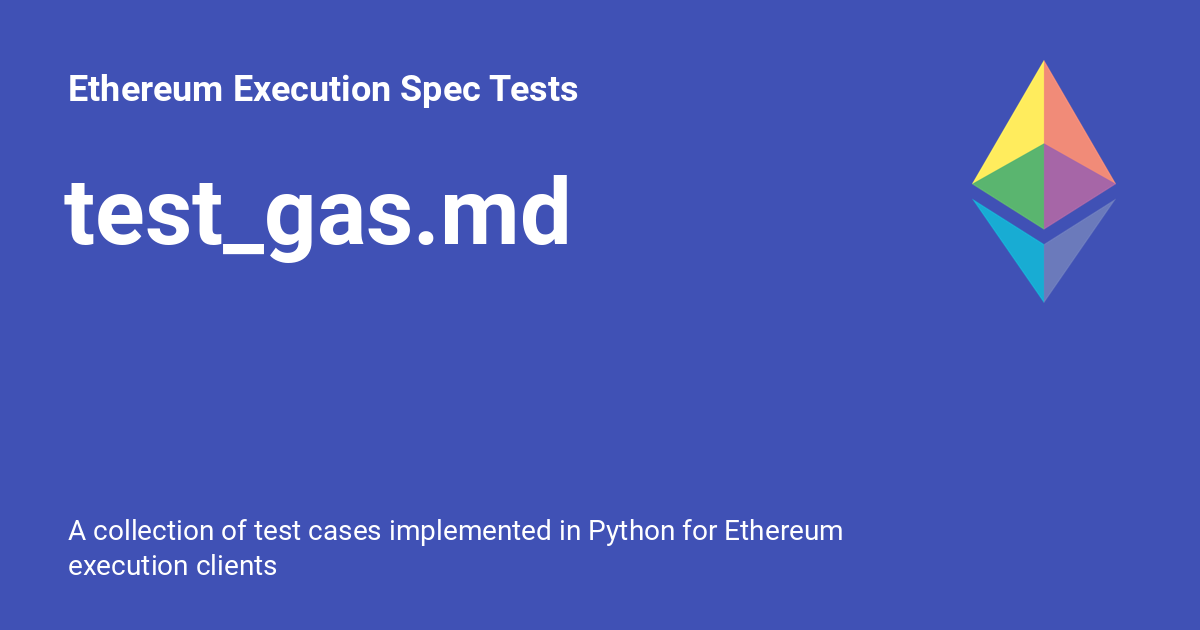 Ethereum Execution Spec Tests
test_gas.md
A collection of test cases implemented in Python for Ethereum
execution clients